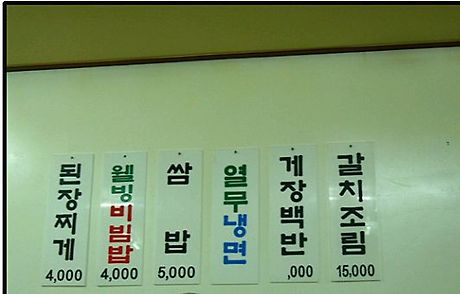 된장찌게
4,000
웰빙비빔밥
4,000
쌈밥
5,000
열무냉면
게장백반
,000
갈치조림
15,000